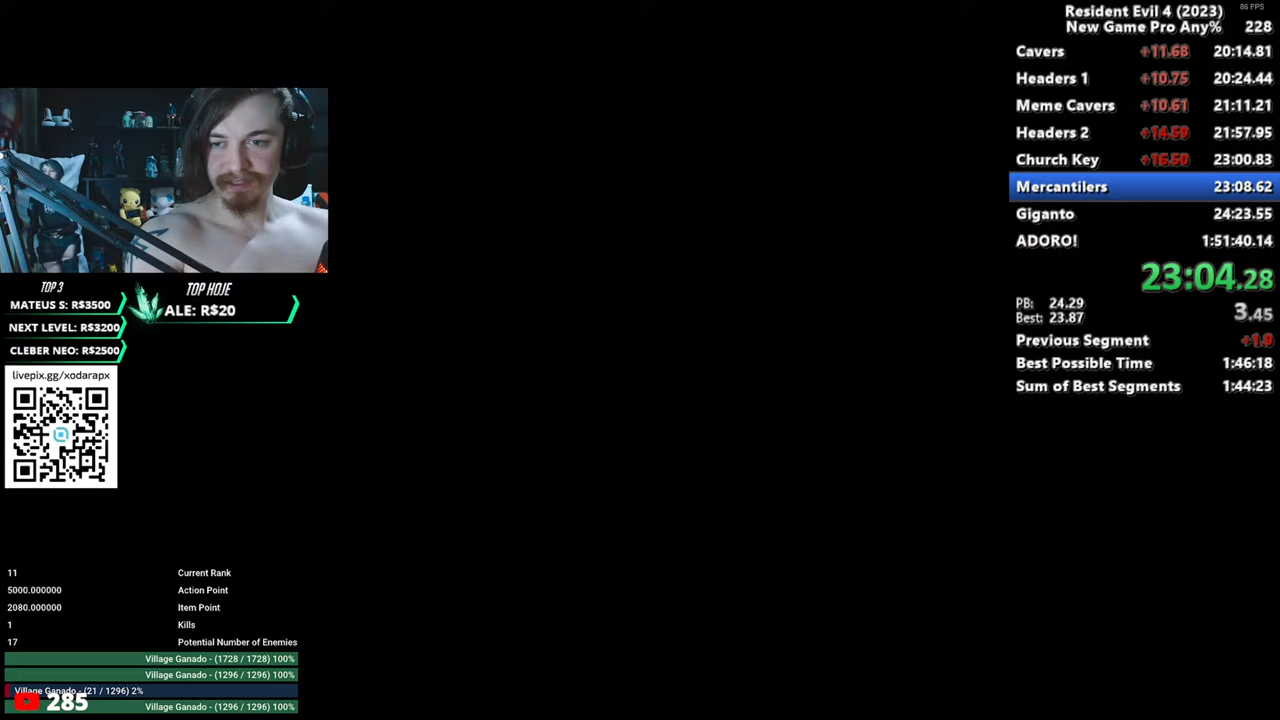 86 FPS
Resident Evil 4 (2023)
New Game Pro Any% 228
Cavers +11.68 20:14.81
Headers 1 +10.75 20:24.44
Meme Cavers +10.61 21:11.21
Headers 2 +14.59 21:57.95
Church Key +16.50 23:00.83
Mercantilers 23:08.62
Giganto 24:23.55
ADORO! 1:51:40.14
23:04.28
PB: 24.29
Best: 23.87
3.45
Previous Segment +1.9
Best Possible Time 1:46:18
Sum of Best Segments 1:44:23
TOP 3
MATEUS S: R$3500
NEXT LEVEL: R$3200
CLEBER NEO: R$2500
TOP HOJE
ALE: R$20
livepix.gg/xodarapx
11 Current Rank
5000.000000 Action Point
2080.000000 Item Point
1 Kills
17 Potential Number of Enemies
Village Ganado - (1728 / 1728) 100%
Village Ganado - (1296 / 1296) 100%
Village Ganado - (21 / 1296) 2%
Village Ganado - (1296 / 1296) 100%
285